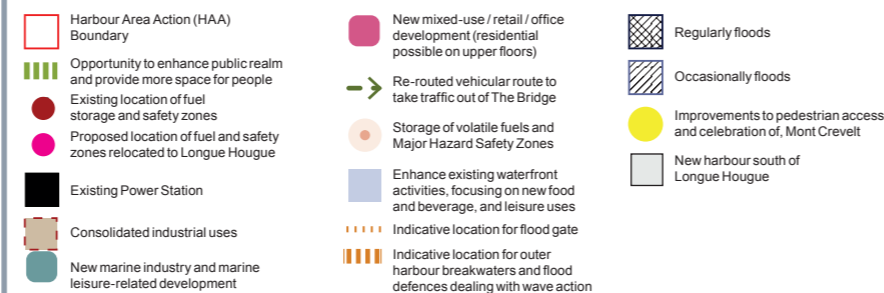 Harbour Area Action (HAA)
Boundary
Opportunity to enhance public realm
and provide more space for people
Existing location of fuel
storage and safety zones
Proposed location of fuel and safety
zones relocated to Longue Hougue
Existing Power Station
Consolidated industrial uses
New marine industry and marine
leisure-related development
New mixed-use / retail / office
development (residential
possible on upper floors)
Re-routed vehicular route to
take traffic out of The Bridge
Storage of volatile fuels and
Major Hazard Safety Zones
Enhance existing waterfront
activities, focusing on new food
and beverage, and leisure uses
Indicative location for flood gate
Indicative location for outer
harbour breakwaters and flood
defences dealing with wave action
Regularly floods
Occasionally floods
Improvements to pedestrian access
and celebration of, Mont Crevelt
New harbour south of
Longue Hougue